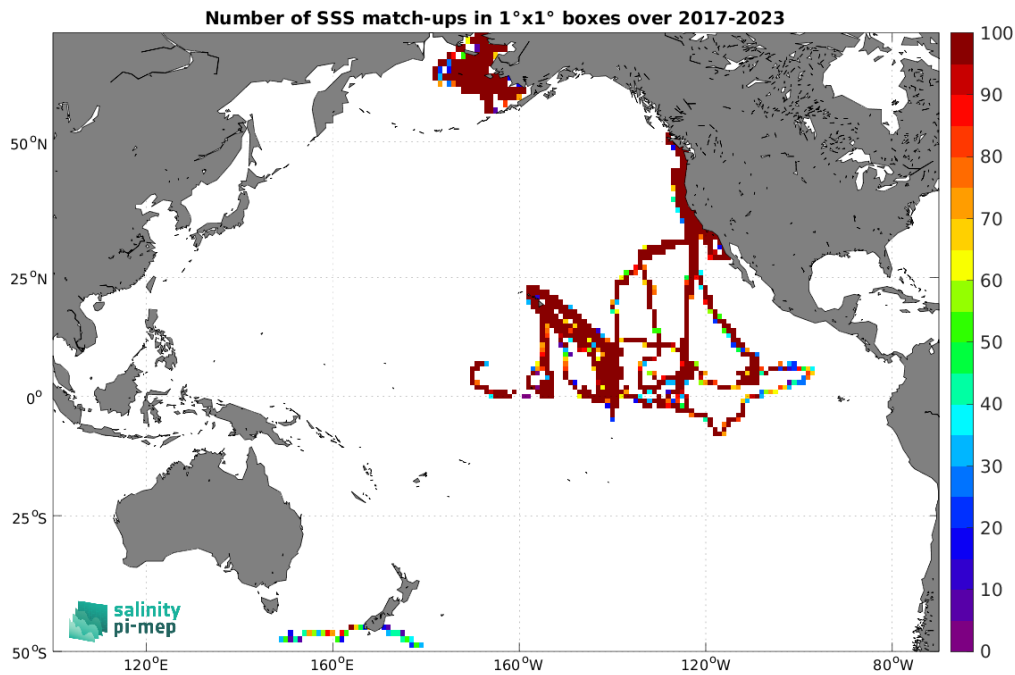 Number of SSS match-ups in 1°x1° boxes over 2017-2023
50°N
25°N
0°
25°S
50°S
120°E
160°E
160°W
120°W
80°W
100
90
80
70
60
50
40
30
20
10
0
salinity
pi-mep